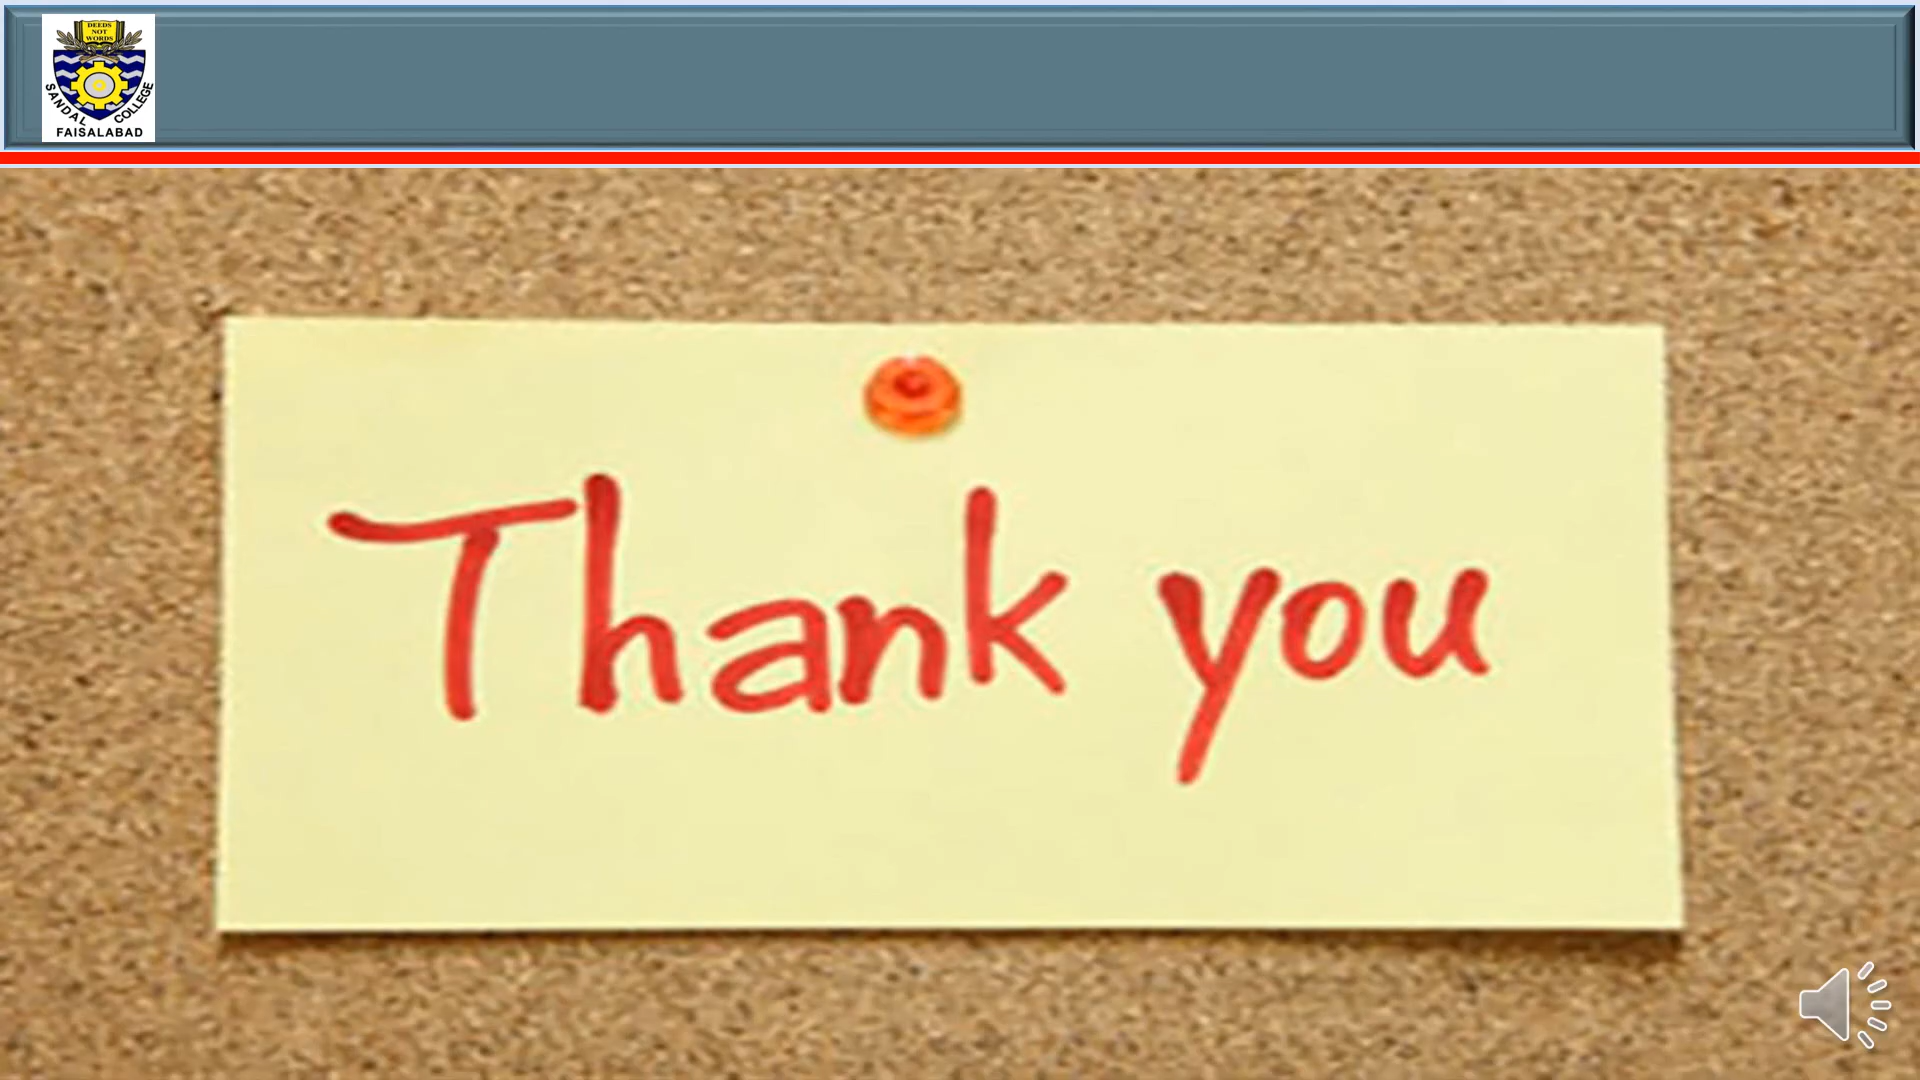 DEEDS
NOT
WORDS
SANDAL COLLEGE
FAISALABAD
Thank you